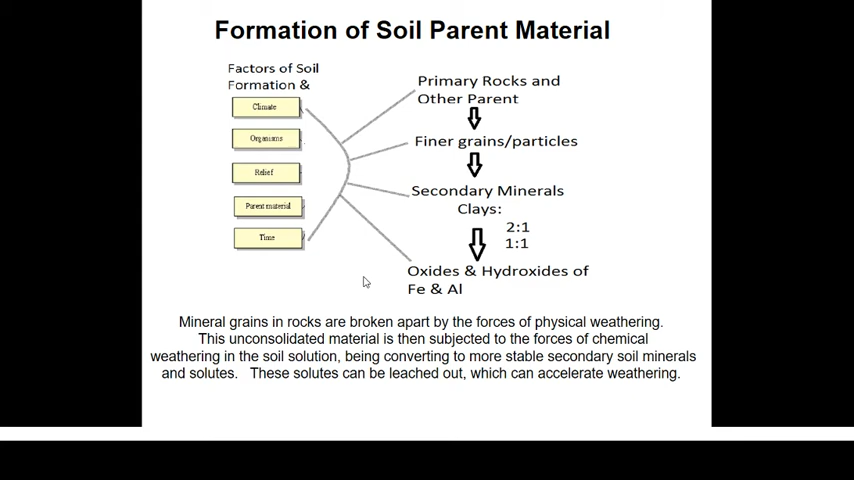 Formation of Soil Parent Material
Factors of Soil
Formation &
Climate
Organisms
Relief
Parent material
Time
Primary Rocks and
Other Parent
Finer grains/particles
Secondary Minerals
Clays:
2:1
1:1
Oxides & Hydroxides of
Fe & Al
Mineral grains in rocks are broken apart by the forces of physical weathering.
This unconsolidated material is then subjected to the forces of chemical
weathering in the soil solution, being converting to more stable secondary soil minerals
and solutes. These solutes can be leached out, which can accelerate weathering.